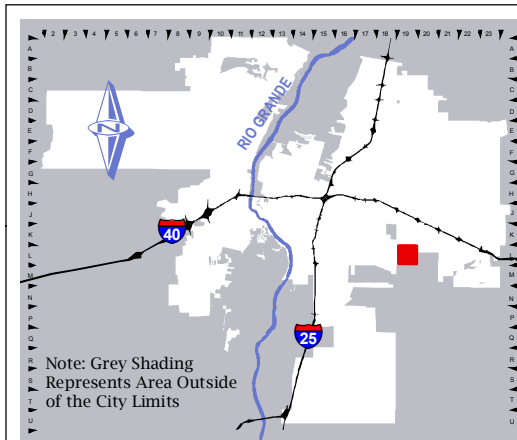 2 3 4 5 6 7 8 9 10 11 12 13 14 15 16 17 18 19 20 21 22 23
A A
B B
C C
D D
E E
F F
G G
H H
J J
K K
L L
M M
N N
P P
Q Q
R R
S S
T T
U U
N
RIO GRANDE
40
25
Note: Grey Shading
Represents Area Outside
of the City Limits